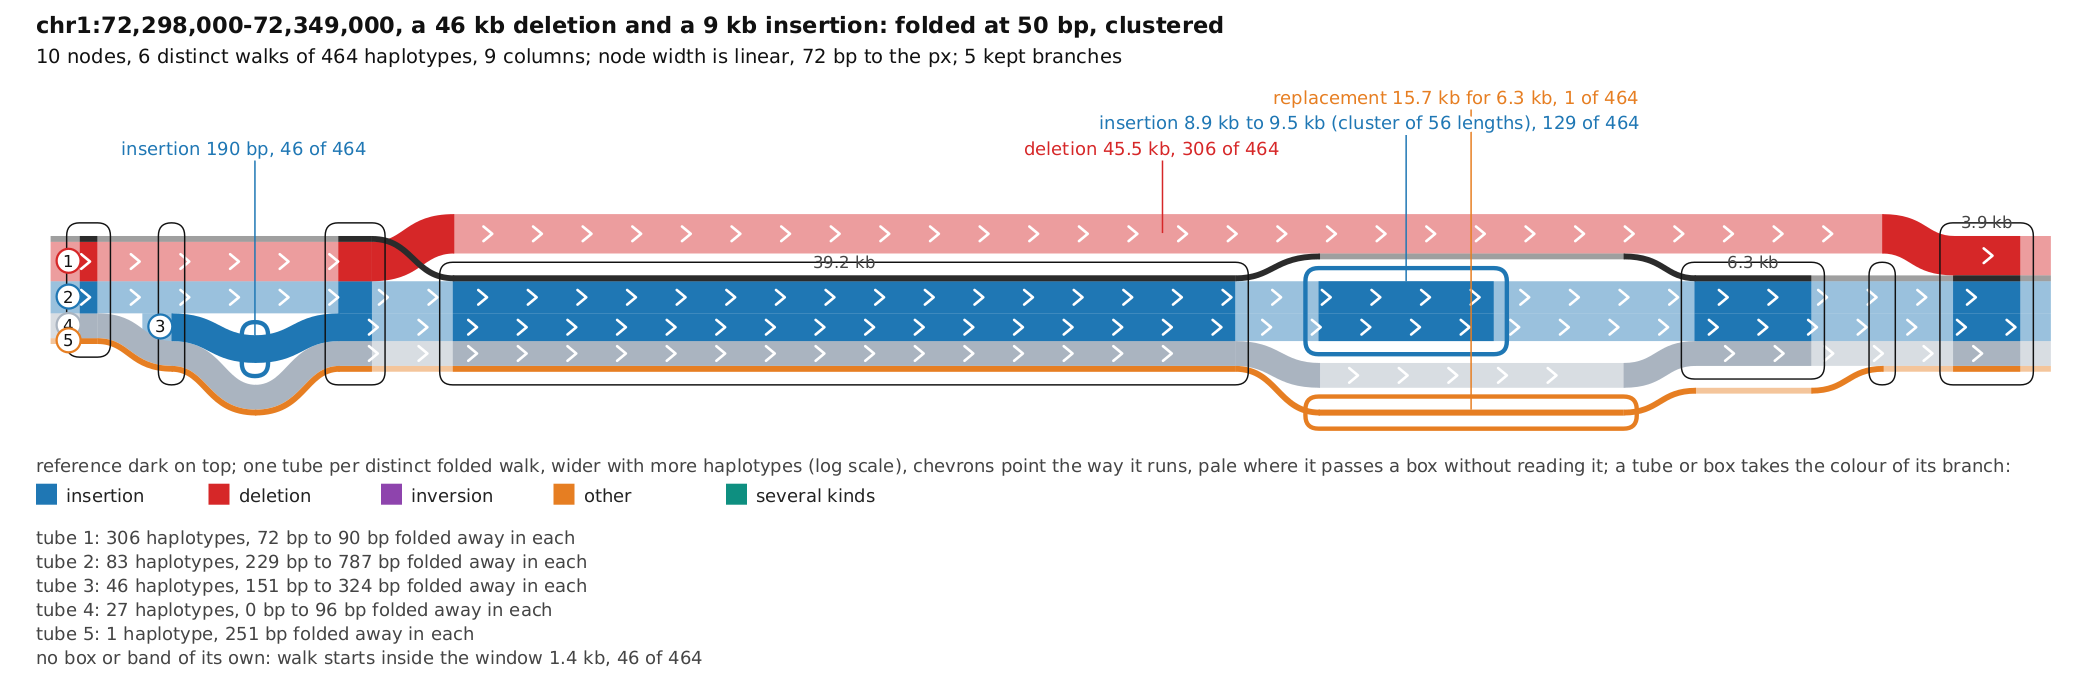 chr1:72,298,000-72,349,000, a 46 kb deletion and a 9 kb insertion: folded at 50 bp, clustered
10 nodes, 6 distinct walks of 464 haplotypes, 9 columns; node width is linear, 72 bp to the px; 5 kept branches
replacement 15.7 kb for 6.3 kb, 1 of 464
insertion 8.9 kb to 9.5 kb (cluster of 56 lengths), 129 of 464
insertion 190 bp, 46 of 464
deletion 45.5 kb, 306 of 464
3.9 kb
39.2 kb
6.3 kb
1
2
3
4
5
reference dark on top; one tube per distinct folded walk, wider with more haplotypes (log scale), chevrons point the way it runs, pale where it passes a box without reading it; a tube or box takes the colour of its branch:
insertion
deletion
inversion
other
several kinds
tube 1: 306 haplotypes, 72 bp to 90 bp folded away in each
tube 2: 83 haplotypes, 229 bp to 787 bp folded away in each
tube 3: 46 haplotypes, 151 bp to 324 bp folded away in each
tube 4: 27 haplotypes, 0 bp to 96 bp folded away in each
tube 5: 1 haplotype, 251 bp folded away in each
no box or band of its own: walk starts inside the window 1.4 kb, 46 of 464